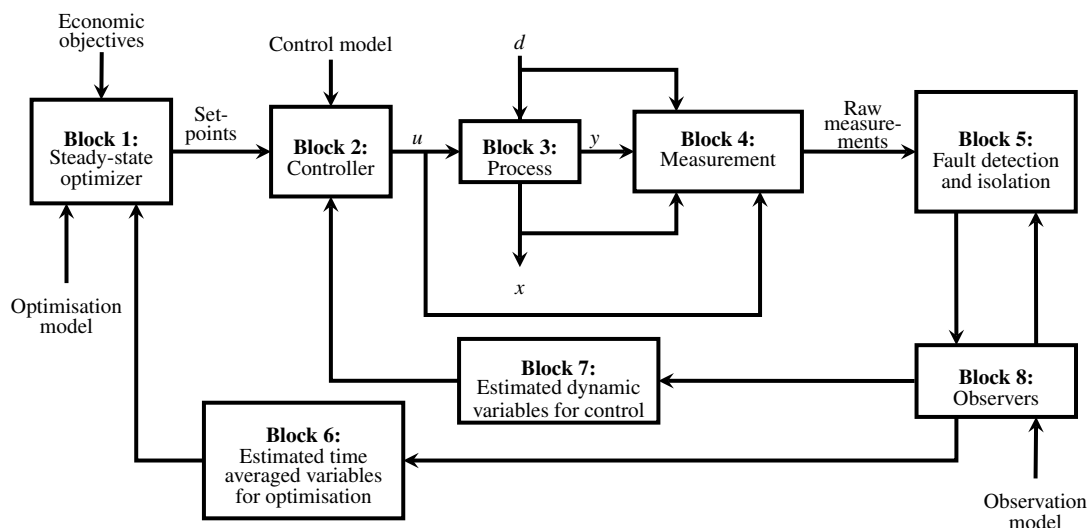 Economic
objectives
Control model
d
Set-
points
Raw
measure-
ments
Block 1:
Steady-state
optimizer
Block 2:
Controller
u
Block 3:
Process
y
Block 4:
Measurement
Block 5:
Fault detection
and isolation
x
Optimisation
model
Block 7:
Estimated dynamic
variables for control
Block 8:
Observers
Block 6:
Estimated time
averaged variables
for optimisation
Observation
model